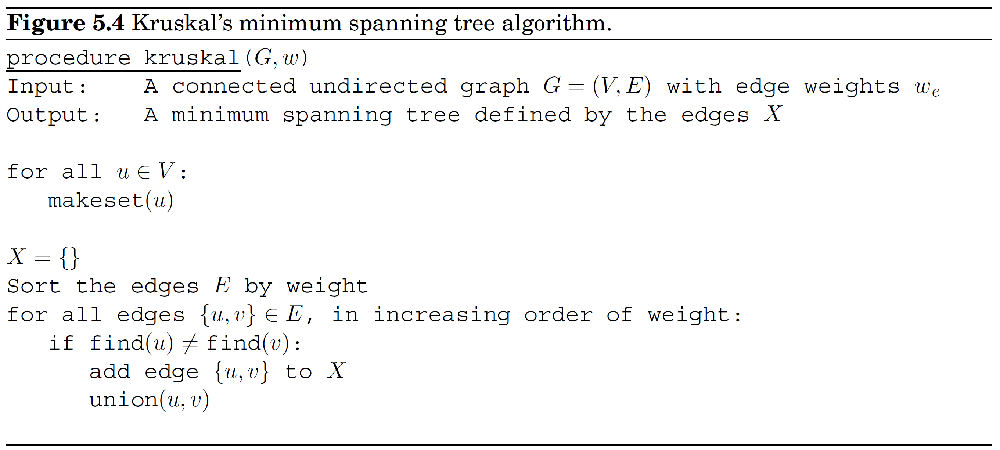 Figure 5.4 Kruskal's minimum spanning tree algorithm.
procedure kruskal(G, w)
Input: A connected undirected graph G = (V, E) with edge weights wₑ
Output: A minimum spanning tree defined by the edges X
for all u ∈ V:
makeset(u)
X = {}
Sort the edges E by weight
for all edges {u, v} ∈ E, in increasing order of weight:
if find(u) ≠ find(v):
add edge {u, v} to X
union(u, v)